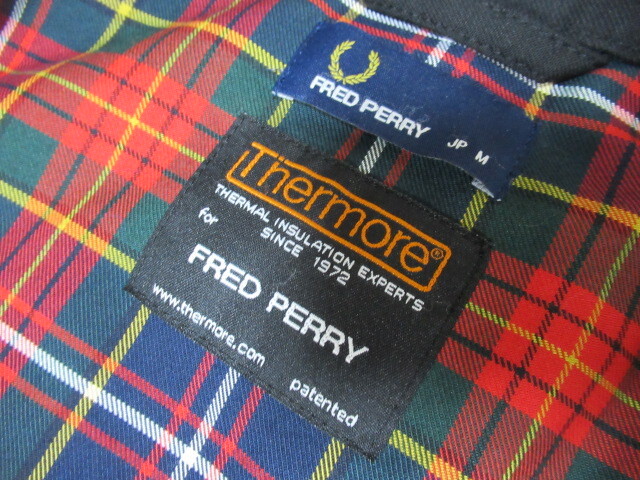 FRED PERRY
JP M
Thermore®
THERMAL INSULATION EXPERTS
SINCE 1972
for
FRED PERRY
www.thermore.com
patented